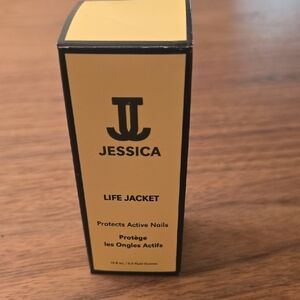 JESSICA
LIFE JACKET
Protects Active Nails
Protège
les Ongles Actifs